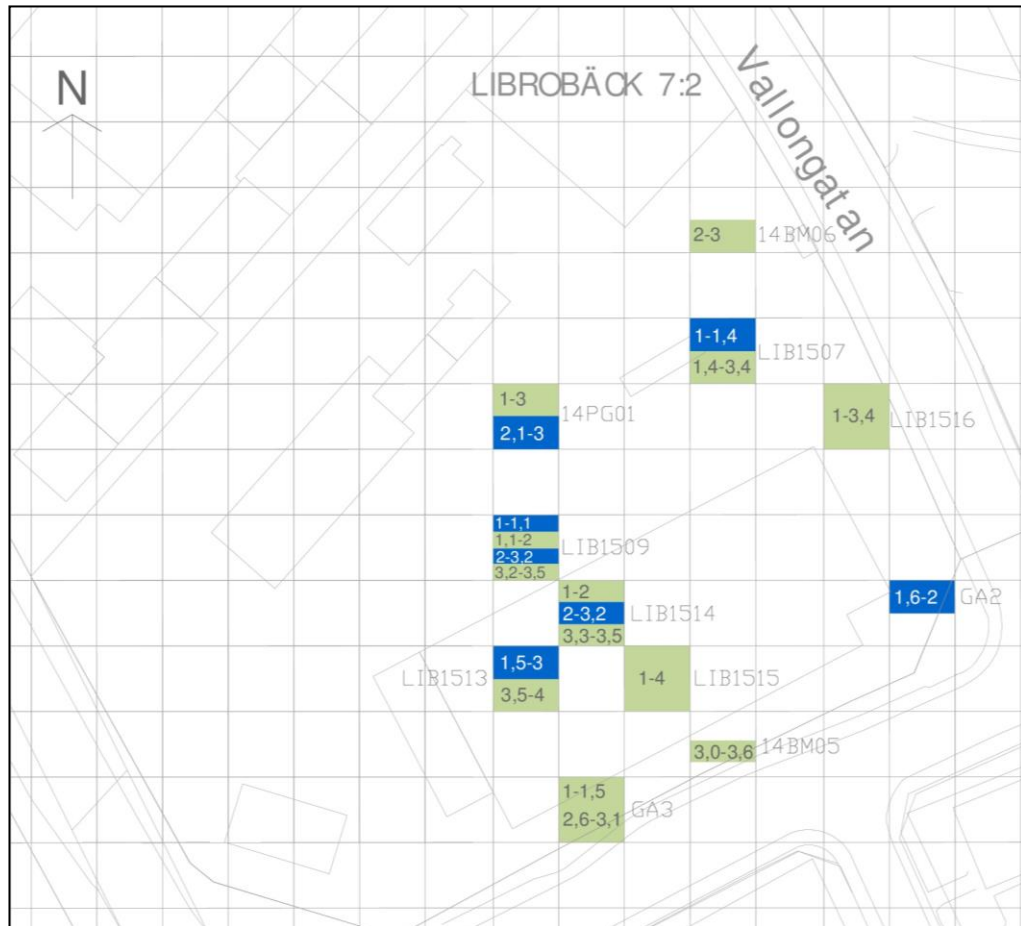 LIBROBÄCK 7:2
N
Vallongatan
2-3 14BM06
1-1,4
LIB1507
1,4-3,4
1-3
14PG01
2,1-3
1-3,4 LIB1516
1-1,1
1,1-2
LIB1509
2-3,2
3,2-3,5
1-2
2-3,2 LIB1514
3,3-3,5
1,6-2 GA2
1,5-3
LIB1513
3,5-4
1-4 LIB1515
3,0-3,6 14BM05
1-1,5
GA3
2,6-3,1